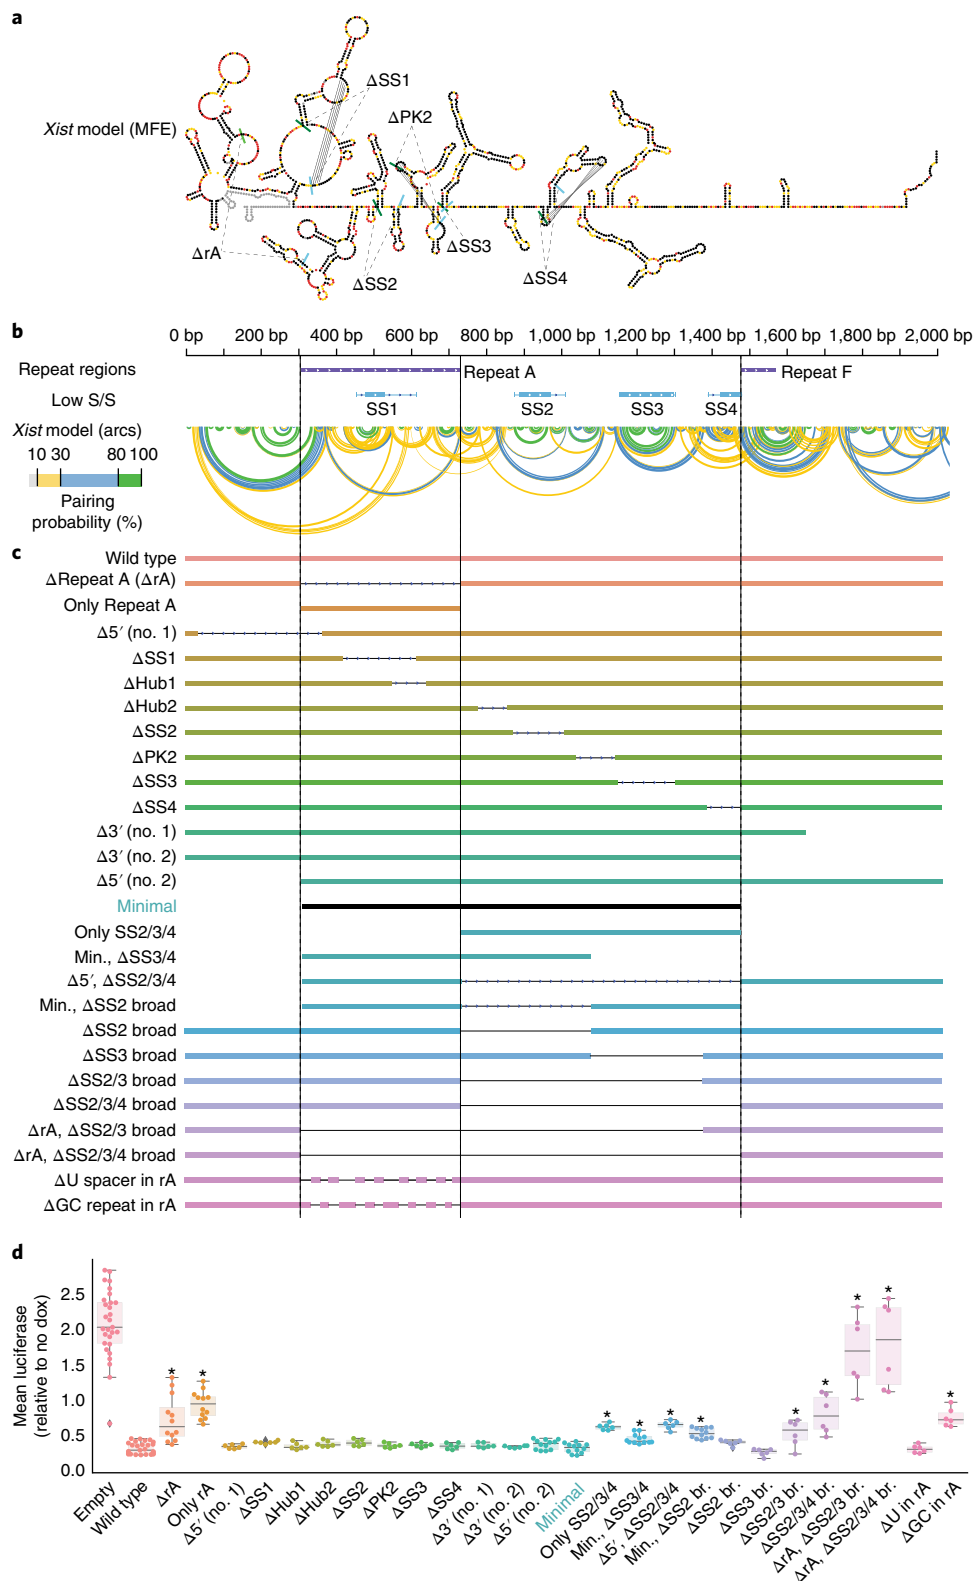 a
Xist model (MFE)
ΔSS1
ΔPK2
ΔrA
ΔSS2
ΔSS3
ΔSS4
b
0 bp 200 bp 400 bp 600 bp 800 bp 1,000 bp 1,200 bp 1,400 bp 1,600 bp 1,800 bp 2,000 bp
Repeat regions
Repeat A
Repeat F
Low S/S
SS1 SS2 SS3 SS4
Xist model (arcs)
10 30 80 100
Pairing
probability (%)
c
Wild type
ΔRepeat A (ΔrA)
Only Repeat A
Δ5′ (no. 1)
ΔSS1
ΔHub1
ΔHub2
ΔSS2
ΔPK2
ΔSS3
ΔSS4
Δ3′ (no. 1)
Δ3′ (no. 2)
Δ5′ (no. 2)
Minimal
Only SS2/3/4
Min., ΔSS3/4
Δ5′, ΔSS2/3/4
Min., ΔSS2 broad
ΔSS2 broad
ΔSS3 broad
ΔSS2/3 broad
ΔSS2/3/4 broad
ΔrA, ΔSS2/3 broad
ΔrA, ΔSS2/3/4 broad
ΔU spacer in rA
ΔGC repeat in rA
d
Mean luciferase
(relative to no dox)
2.5
2.0
1.5
1.0
0.5
0.0
* * * * * * * * * * *
Empty
Wild type
ΔrA
Only rA
Δ5′ (no. 1)
ΔSS1
ΔHub1
ΔHub2
ΔSS2
ΔPK2
ΔSS3
ΔSS4
Δ3′ (no. 1)
Δ3′ (no. 2)
Δ5′ (no. 2)
Minimal
Only SS2/3/4
Min., ΔSS3/4
Δ5′, ΔSS2/3/4
Min., ΔSS2 br.
ΔSS2 br.
ΔSS3 br.
ΔSS2/3 br.
ΔSS2/3/4 br.
ΔrA, ΔSS2/3 br.
ΔrA, ΔSS2/3/4 br.
ΔU in rA
ΔGC in rA